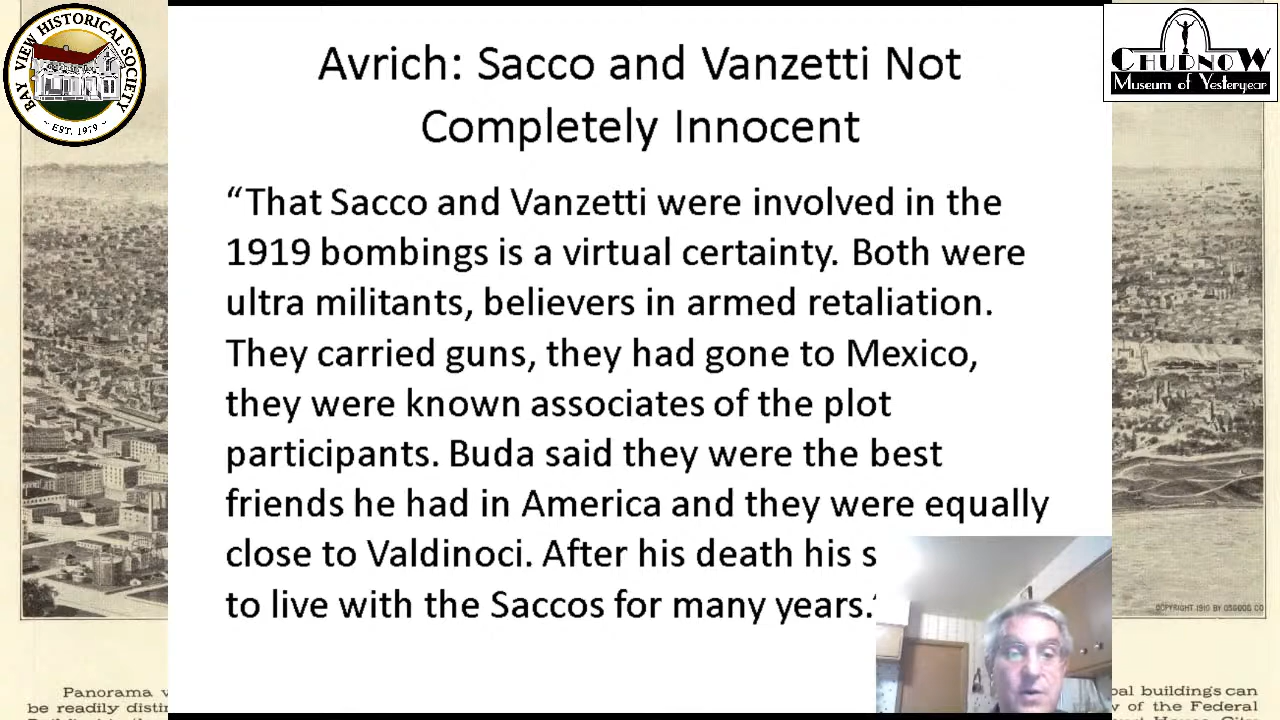 BAY VIEW HISTORICAL SOCIETY
~ EST. 1979 ~
CHUDNOW
Museum of Yesteryear
Avrich: Sacco and Vanzetti Not
Completely Innocent
“That Sacco and Vanzetti were involved in the
1919 bombings is a virtual certainty. Both were
ultra militants, believers in armed retaliation.
They carried guns, they had gone to Mexico,
they were known associates of the plot
participants. Buda said they were the best
friends he had in America and they were equally
close to Valdinoci. After his death his s
to live with the Saccos for many years.
COPYRIGHT 1910 BY OSGOOD CO
Panorama v
be readily distin
buildings can
w of the Federal